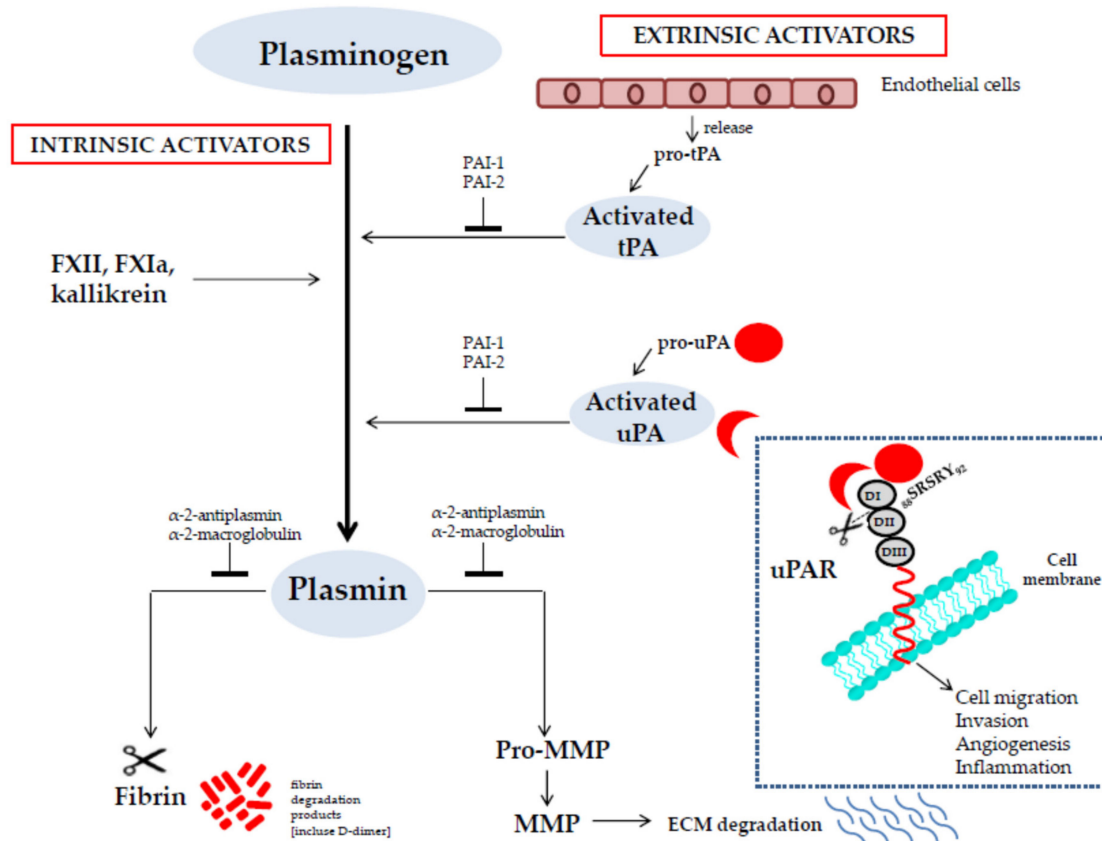 Plasminogen
EXTRINSIC ACTIVATORS
Endothelial cells
release
pro-tPA
INTRINSIC ACTIVATORS
PAI-1
PAI-2
Activated
tPA
FXII, FXIa,
kallikrein
PAI-1
PAI-2
pro-uPA
Activated
uPA
α-2-antiplasmin
α-2-macroglobulin
α-2-antiplasmin
α-2-macroglobulin
Plasmin
88SRSRY92
DI
DII
DIII
uPAR
Cell
membrane
Cell migration
Invasion
Angiogenesis
Inflammation
Fibrin
fibrin
degradation
products
[incluse D-dimer]
Pro-MMP
MMP
ECM degradation